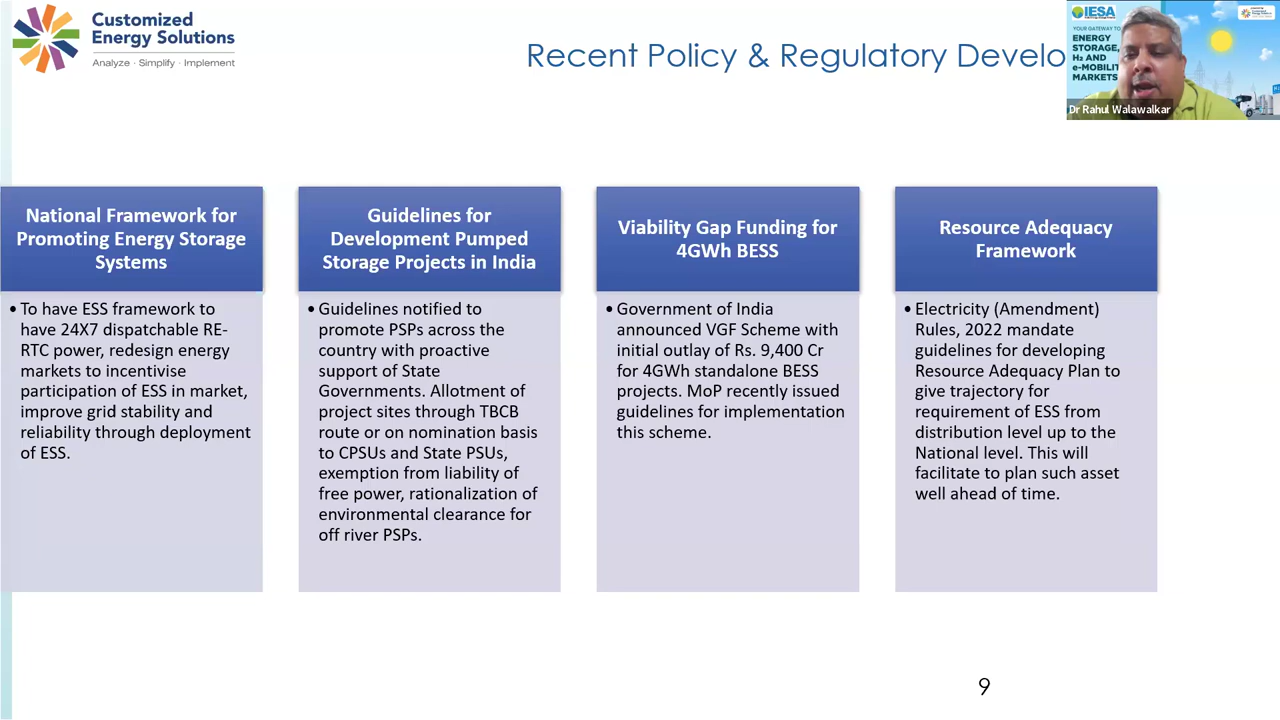 Customized
Energy Solutions
Analyze · Simplify · Implement
Recent Policy & Regulatory Develo
IESA
YOUR GATEWAY TO
ENERGY
STORAGE,
H₂ AND
e-MOBILIT
MARKETS
Dr Rahul Walawalkar
National Framework for
Promoting Energy Storage
Systems
• To have ESS framework to
have 24X7 dispatchable RE-
RTC power, redesign energy
markets to incentivise
participation of ESS in market,
improve grid stability and
reliability through deployment
of ESS.
Guidelines for
Development Pumped
Storage Projects in India
• Guidelines notified to
promote PSPs across the
country with proactive
support of State
Governments. Allotment of
project sites through TBCB
route or on nomination basis
to CPSUs and State PSUs,
exemption from liability of
free power, rationalization of
environmental clearance for
off river PSPs.
Viability Gap Funding for
4GWh BESS
• Government of India
announced VGF Scheme with
initial outlay of Rs. 9,400 Cr
for 4GWh standalone BESS
projects. MoP recently issued
guidelines for implementation
this scheme.
Resource Adequacy
Framework
• Electricity (Amendment)
Rules, 2022 mandate
guidelines for developing
Resource Adequacy Plan to
give trajectory for
requirement of ESS from
distribution level up to the
National level. This will
facilitate to plan such asset
well ahead of time.
9